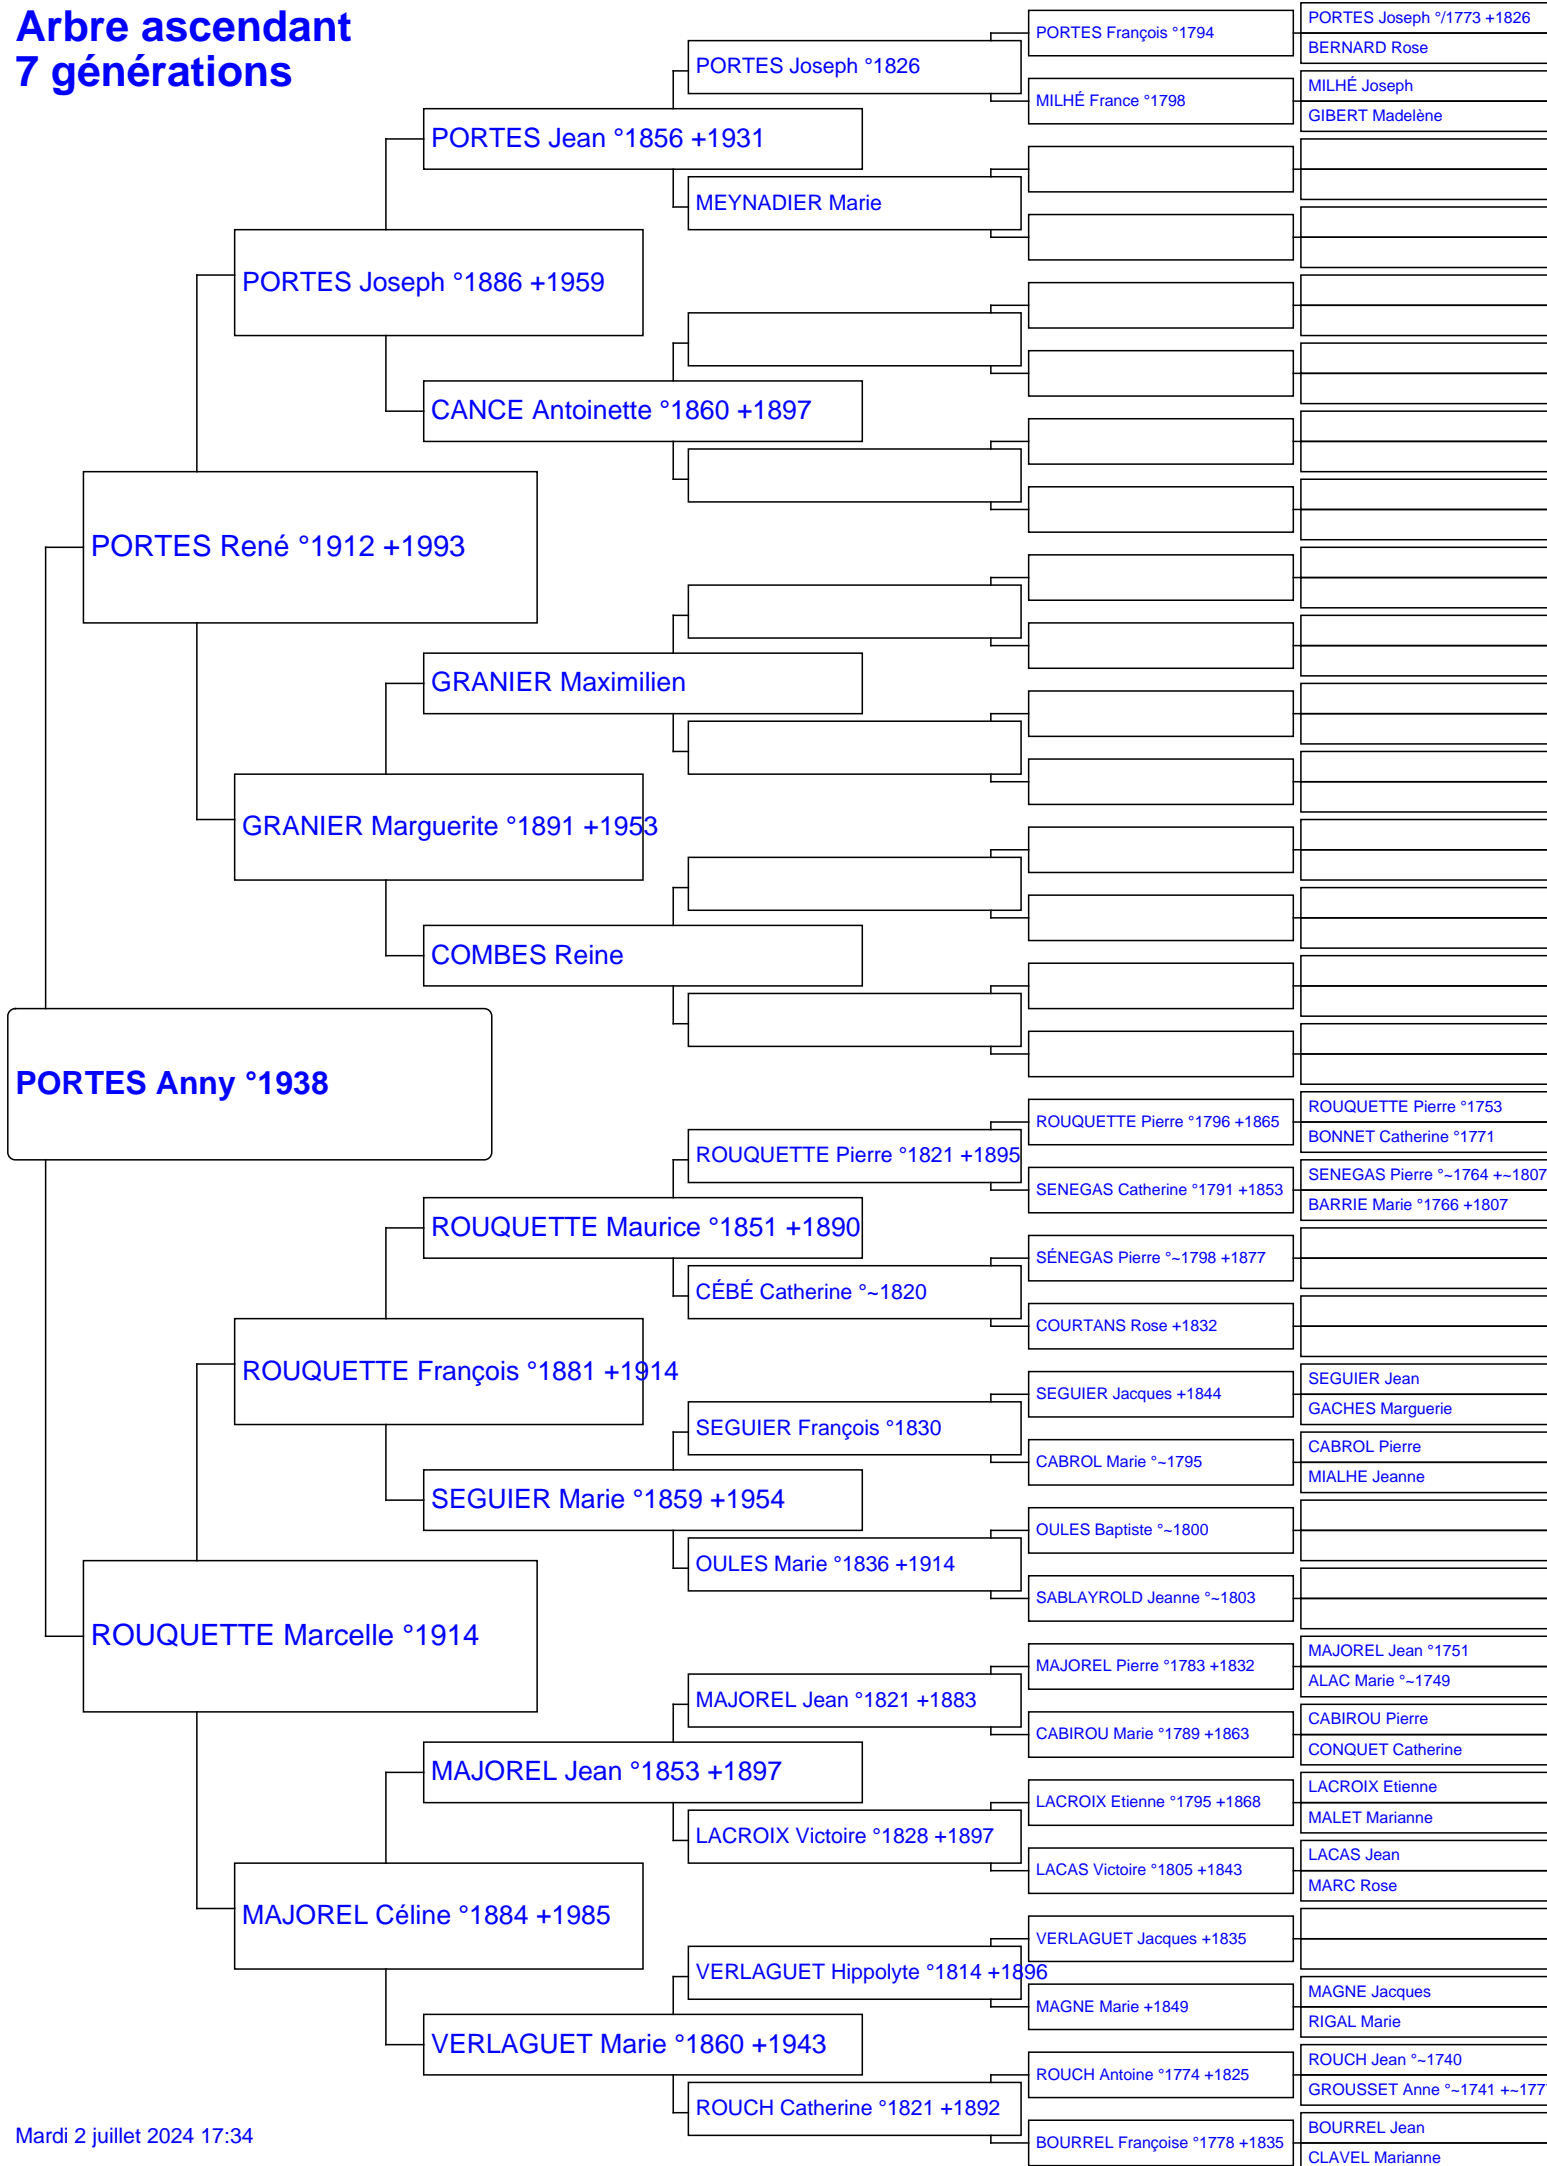 Arbre ascendant
7 générations
PORTES Anny °1938
PORTES René °1912 +1993
ROUQUETTE Marcelle °1914
PORTES Joseph °1886 +1959
GRANIER Marguerite °1891 +1953
ROUQUETTE François °1881 +1914
MAJOREL Céline °1884 +1985
PORTES Jean °1856 +1931
CANCE Antoinette °1860 +1897
GRANIER Maximilien
COMBES Reine
ROUQUETTE Maurice °1851 +1890
SEGUIER Marie °1859 +1954
MAJOREL Jean °1853 +1897
VERLAGUET Marie °1860 +1943
PORTES Joseph °1826
MEYNADIER Marie
ROUQUETTE Pierre °1821 +1895
CÉBÉ Catherine °~1820
SEGUIER François °1830
OULES Marie °1836 +1914
MAJOREL Jean °1821 +1883
LACROIX Victoire °1828 +1897
VERLAGUET Hippolyte °1814 +1896
ROUCH Catherine °1821 +1892
PORTES François °1794
MILHÉ France °1798
ROUQUETTE Pierre °1796 +1865
SENEGAS Catherine °1791 +1853
SÉNEGAS Pierre °~1798 +1877
COURTANS Rose +1832
SEGUIER Jacques +1844
CABROL Marie °~1795
OULES Baptiste °~1800
SABLAYROLD Jeanne °~1803
MAJOREL Pierre °1783 +1832
CABIROU Marie °1789 +1863
LACROIX Etienne °1795 +1868
LACAS Victoire °1805 +1843
VERLAGUET Jacques +1835
MAGNE Marie +1849
ROUCH Antoine °1774 +1825
BOURREL Françoise °1778 +1835
PORTES Joseph °/1773 +1826
BERNARD Rose
MILHÉ Joseph
GIBERT Madelène
ROUQUETTE Pierre °1753
BONNET Catherine °1771
SENEGAS Pierre °~1764 +~1807
BARRIE Marie °1766 +1807
SEGUIER Jean
GACHES Marguerie
CABROL Pierre
MIALHE Jeanne
MAJOREL Jean °1751
ALAC Marie °~1749
CABIROU Pierre
CONQUET Catherine
LACROIX Etienne
MALET Marianne
LACAS Jean
MARC Rose
MAGNE Jacques
RIGAL Marie
ROUCH Jean °~1740
GROUSSET Anne °~1741
BOURREL Jean
CLAVEL Marianne
Mardi 2 juillet 2024 17:34